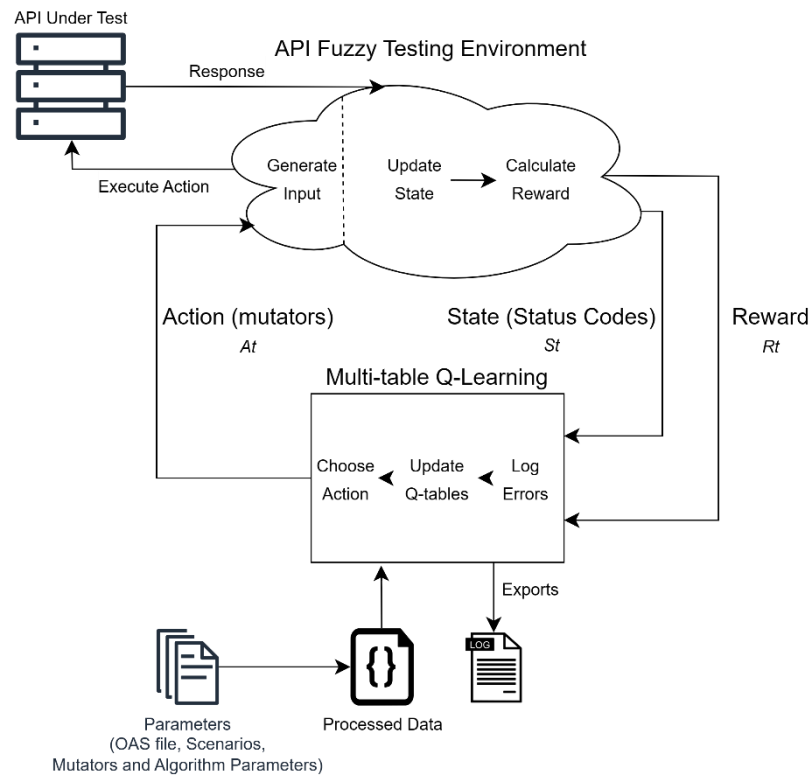 API Under Test
API Fuzzy Testing Environment
Response
Generate
Input
Update
State
Calculate
Reward
Execute Action
Action (mutators)
At
State (Status Codes)
St
Reward
Rt
Multi-table Q-Learning
Choose
Action
Update
Q-tables
Log
Errors
Exports
{}
LOG
Parameters
(OAS file, Scenarios,
Mutators and Algorithm Parameters)
Processed Data